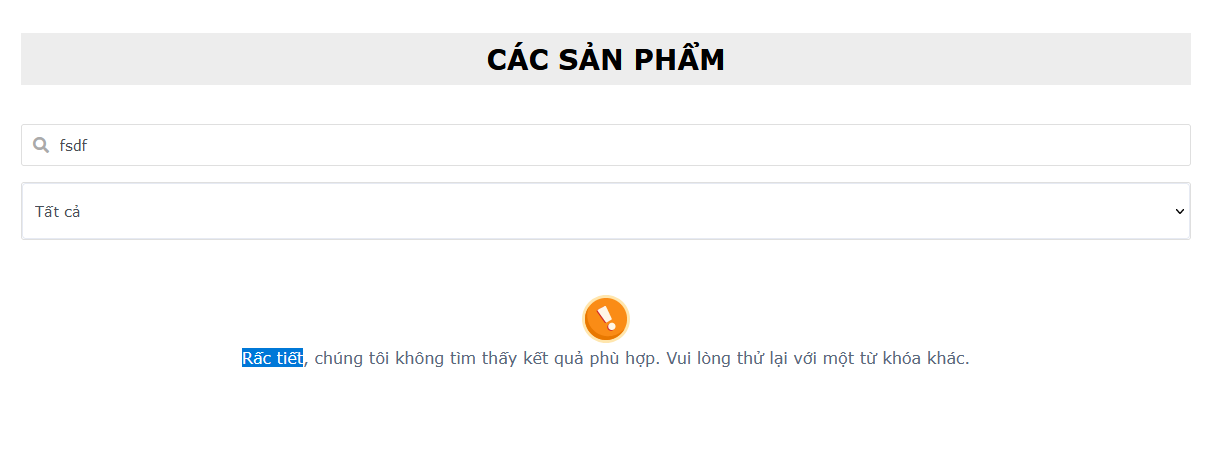 CÁC SẢN PHẨM
fsdf
Tất cả
Rấc tiết, chúng tôi không tìm thấy kết quả phù hợp. Vui lòng thử lại với một từ khóa khác.